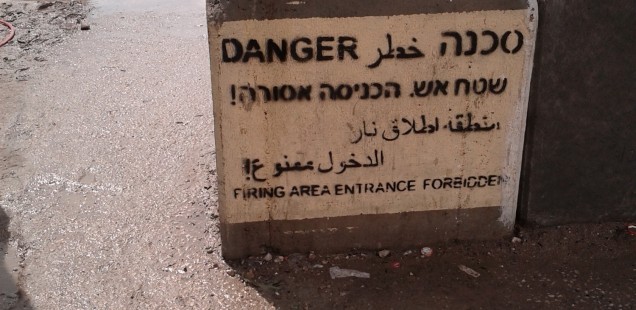 DANGER خطر סכנה
שטח אש. הכניסה אסורה!
منطقة اطلاق نار
الدخول ممنوع!
FIRING AREA ENTRANCE FORBIDDEN